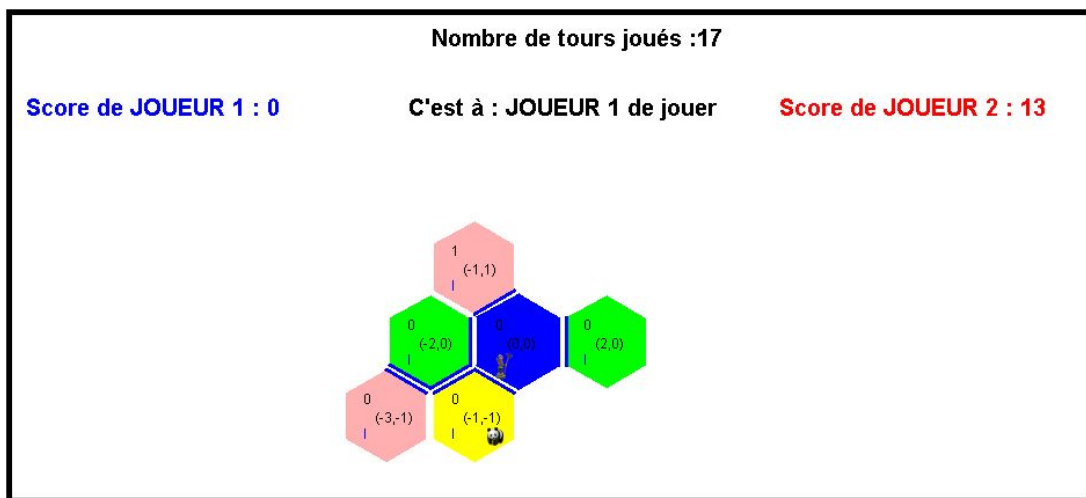 Nombre de tours joués :17
Score de JOUEUR 1 : 0
C'est à : JOUEUR 1 de jouer
Score de JOUEUR 2 : 13
1
(-1,1)
I
0
(-2,0)
I
0
(0,0)
0
(2,0)
I
0
(-3,-1)
I
0
(-1,-1)
I